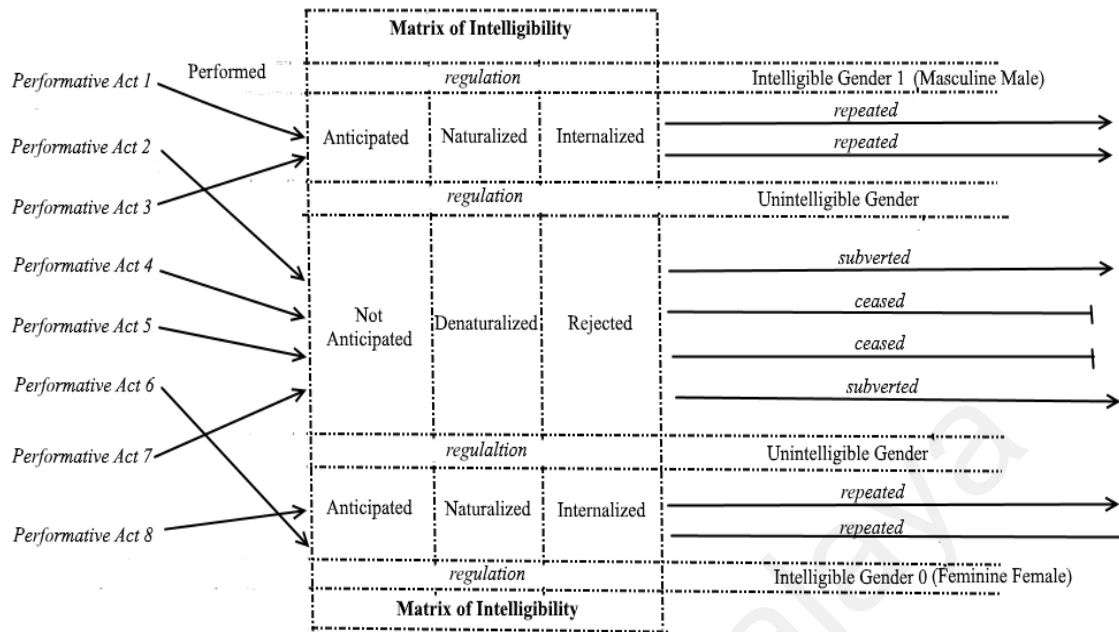 Matrix of Intelligibility
Performed
regulation
Intelligible Gender 1 (Masculine Male)
Performative Act 1
Anticipated
Naturalized
Internalized
repeated
repeated
Performative Act 2
regulation
Unintelligible Gender
Performative Act 3
Performative Act 4
subverted
Performative Act 5
Not
Anticipated
Denaturalized
Rejected
ceased
ceased
Performative Act 6
subverted
Performative Act 7
regulaltion
Unintelligible Gender
Anticipated
Naturalized
Internalized
repeated
Performative Act 8
repeated
regulation
Intelligible Gender 0 (Feminine Female)
Matrix of Intelligibility
alaya